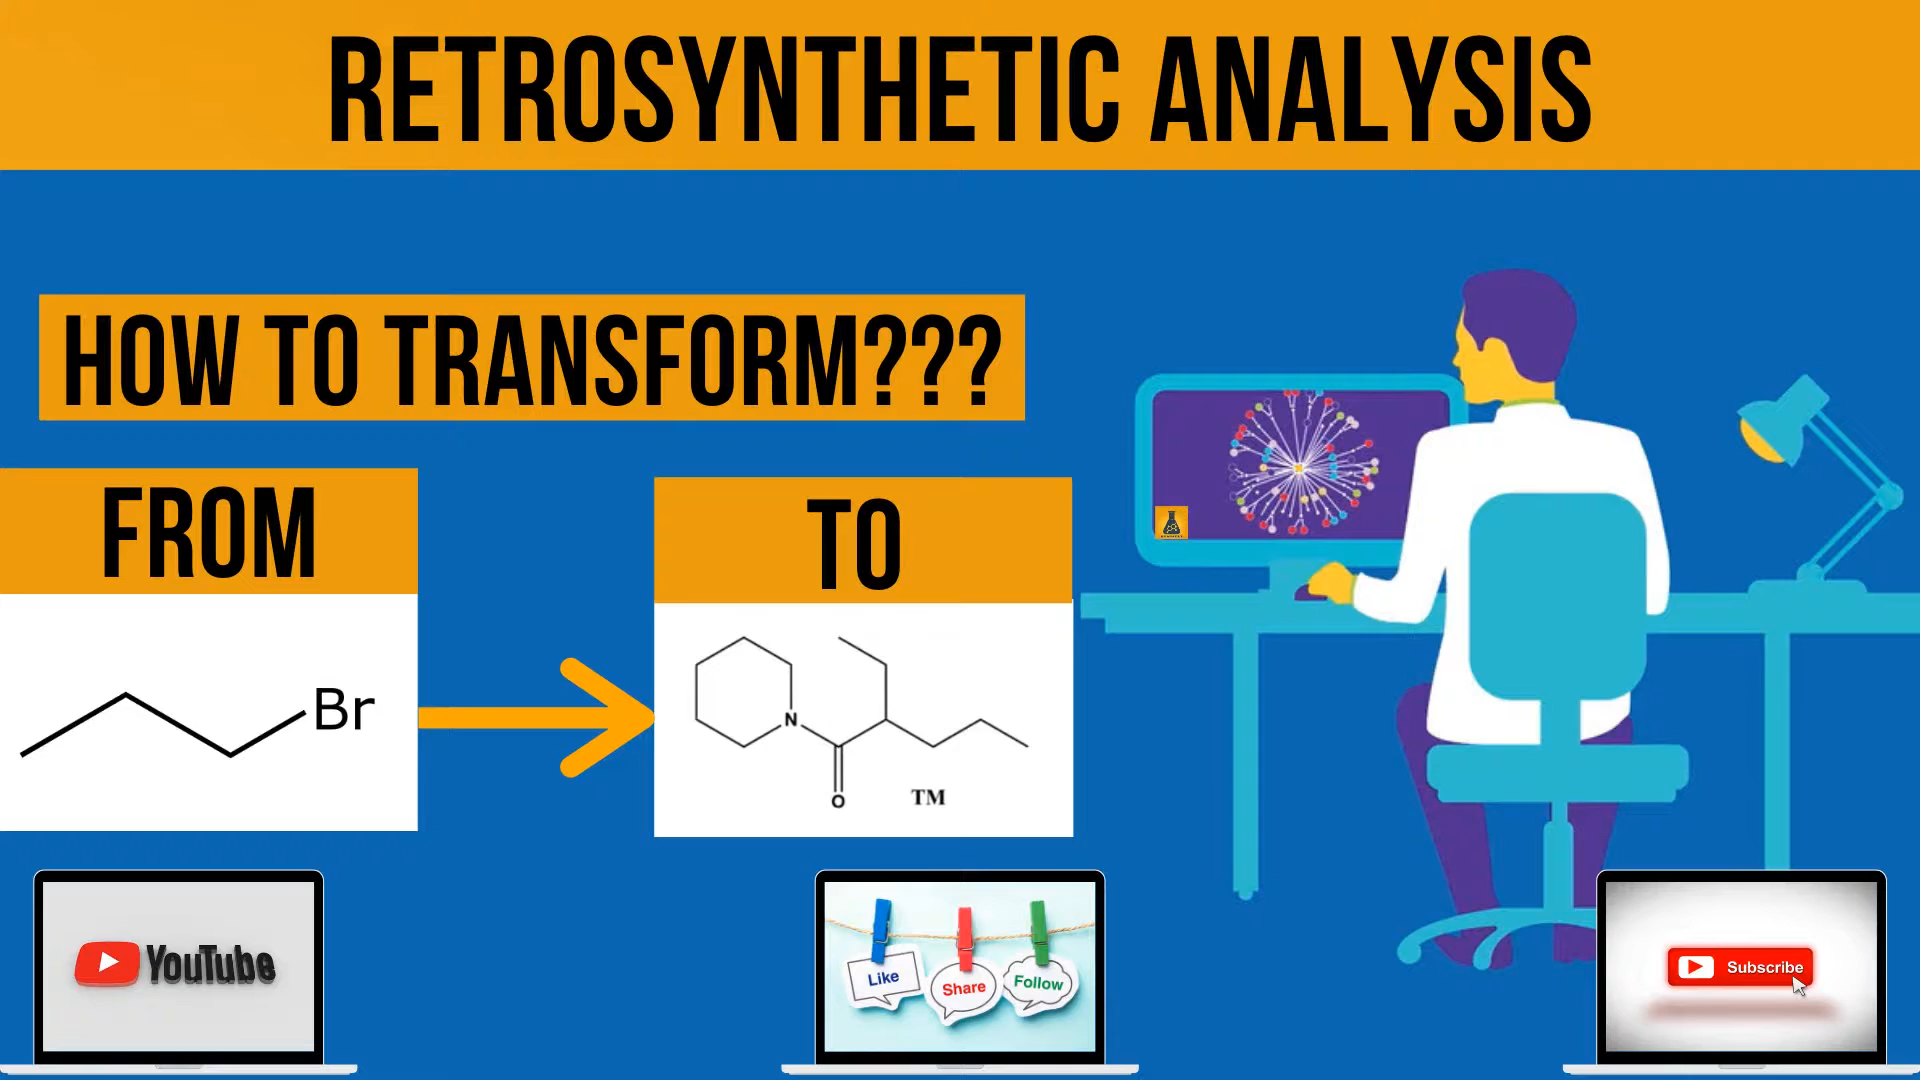 RETROSYNTHETIC ANALYSIS
HOW TO TRANSFORM???
FROM
TO
Br
N
O
TM
YouTube
Like
Share
Follow
Subscribe